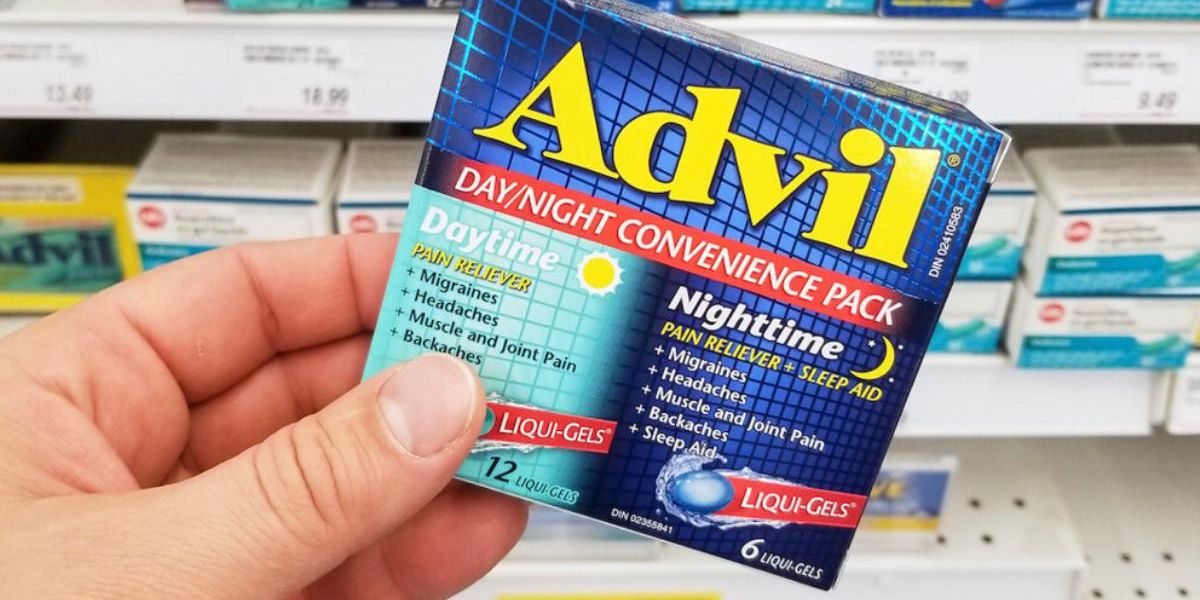 13.49
18.99
9.49
Advil®
DIN 02410583
DAY/NIGHT CONVENIENCE PACK
Daytime
PAIN RELIEVER
+ Migraines
+ Headaches
+ Muscle and Joint Pain
+ Backaches
LIQUI-GELS®
12 LIQUI-GELS
Nighttime
PAIN RELIEVER + SLEEP AID
+ Migraines
+ Headaches
+ Muscle and Joint Pain
+ Backaches
+ Sleep Aid
LIQUI-GELS®
DIN 02355841
6 LIQUI-GELS
Advil